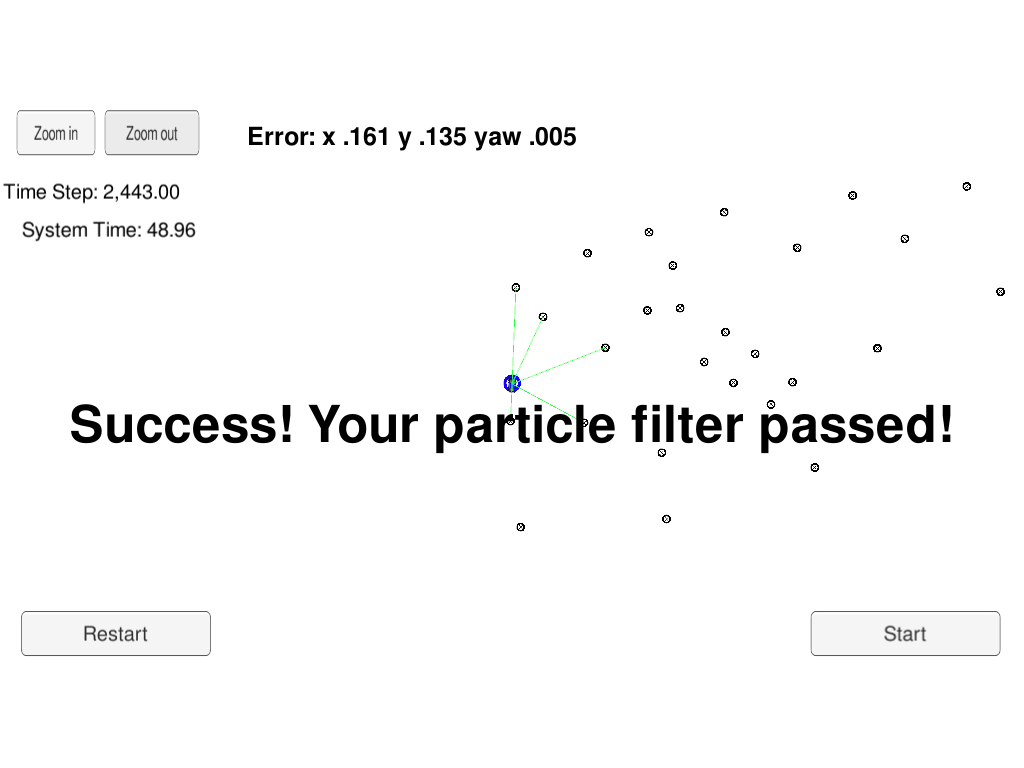 Zoom in
Zoom out
Error: x .161 y .135 yaw .005
Time Step: 2,443.00
System Time: 48.96
Success! Your particle filter passed!
Restart
Start